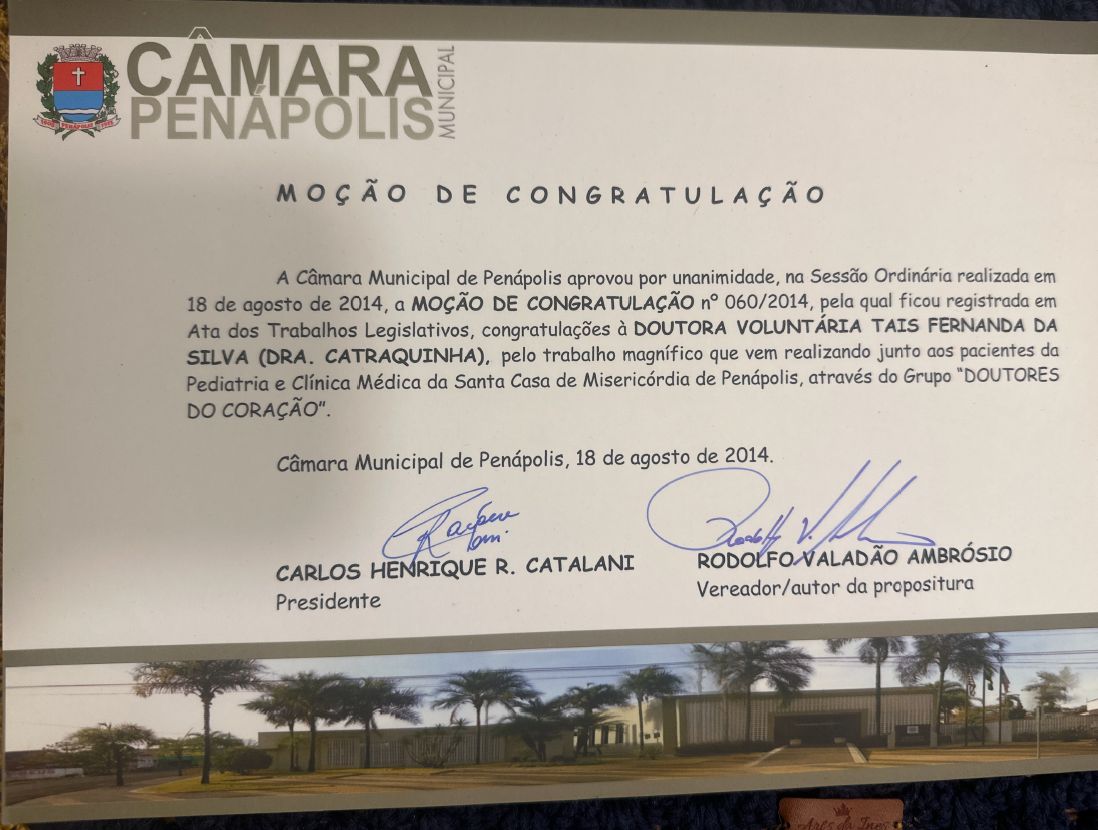 CÂMARA
PENÁPOLIS
MUNICIPAL
PENÁPOLIS
MOÇÃO DE CONGRATULAÇÃO
A Câmara Municipal de Penápolis aprovou por unanimidade, na Sessão Ordinária realizada em
18 de agosto de 2014, a MOÇÃO DE CONGRATULAÇÃO nº 060/2014, pela qual ficou registrada em
Ata dos Trabalhos Legislativos, congratulações à DOUTORA VOLUNTÁRIA TAIS FERNANDA DA
SILVA (DRA. CATRAQUINHA), pelo trabalho magnífico que vem realizando junto aos pacientes da
Pediatria e Clínica Médica da Santa Casa de Misericórdia de Penápolis, através do Grupo “DOUTORES
DO CORAÇÃO”.
Câmara Municipal de Penápolis, 18 de agosto de 2014.
CARLOS HENRIQUE R. CATALANI
Presidente
RODOLFO VALADÃO AMBRÓSIO
Vereador/autor da propositura